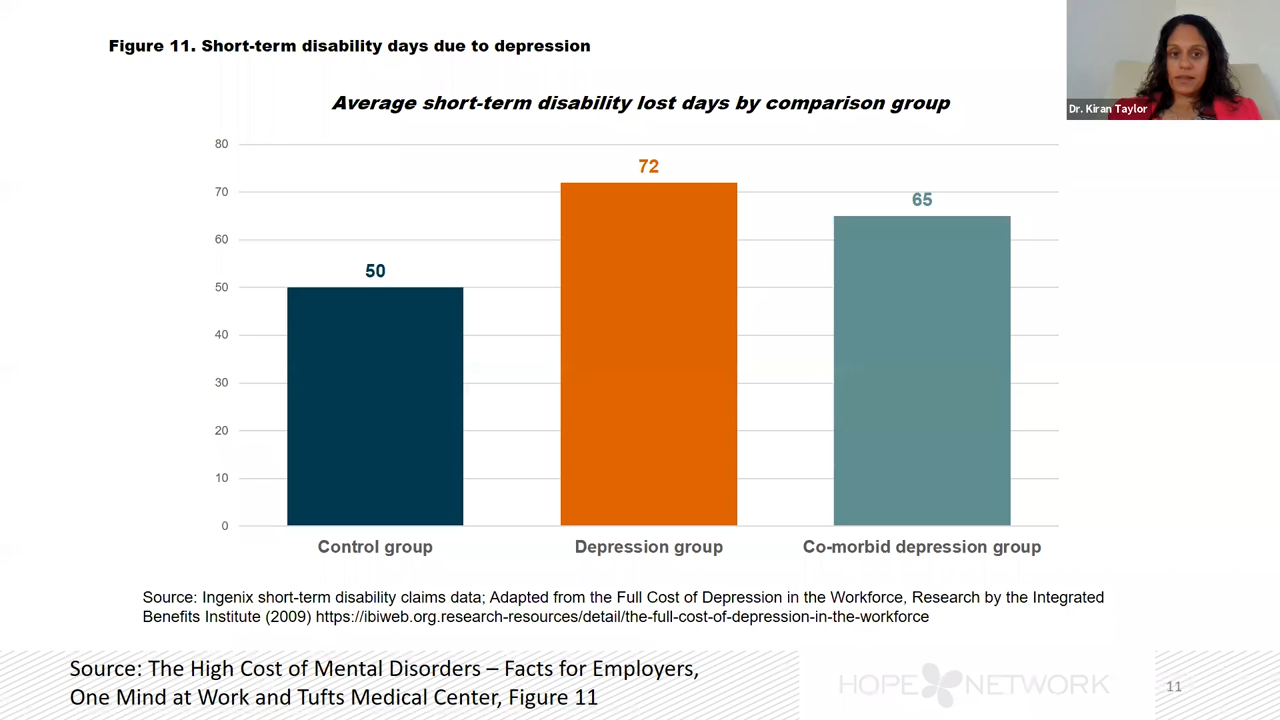 Figure 11. Short-term disability days due to depression
Dr. Kiran Taylor
Average short-term disability lost days by comparison group
80
70
60
50
40
30
20
10
0
50
72
65
Control group
Depression group
Co-morbid depression group
Source: Ingenix short-term disability claims data; Adapted from the Full Cost of Depression in the Workforce, Research by the Integrated
Benefits Institute (2009) https://ibiweb.org.research-resources/detail/the-full-cost-of-depression-in-the-workforce
Source: The High Cost of Mental Disorders – Facts for Employers,
One Mind at Work and Tufts Medical Center, Figure 11
HOPE NETWORK
11